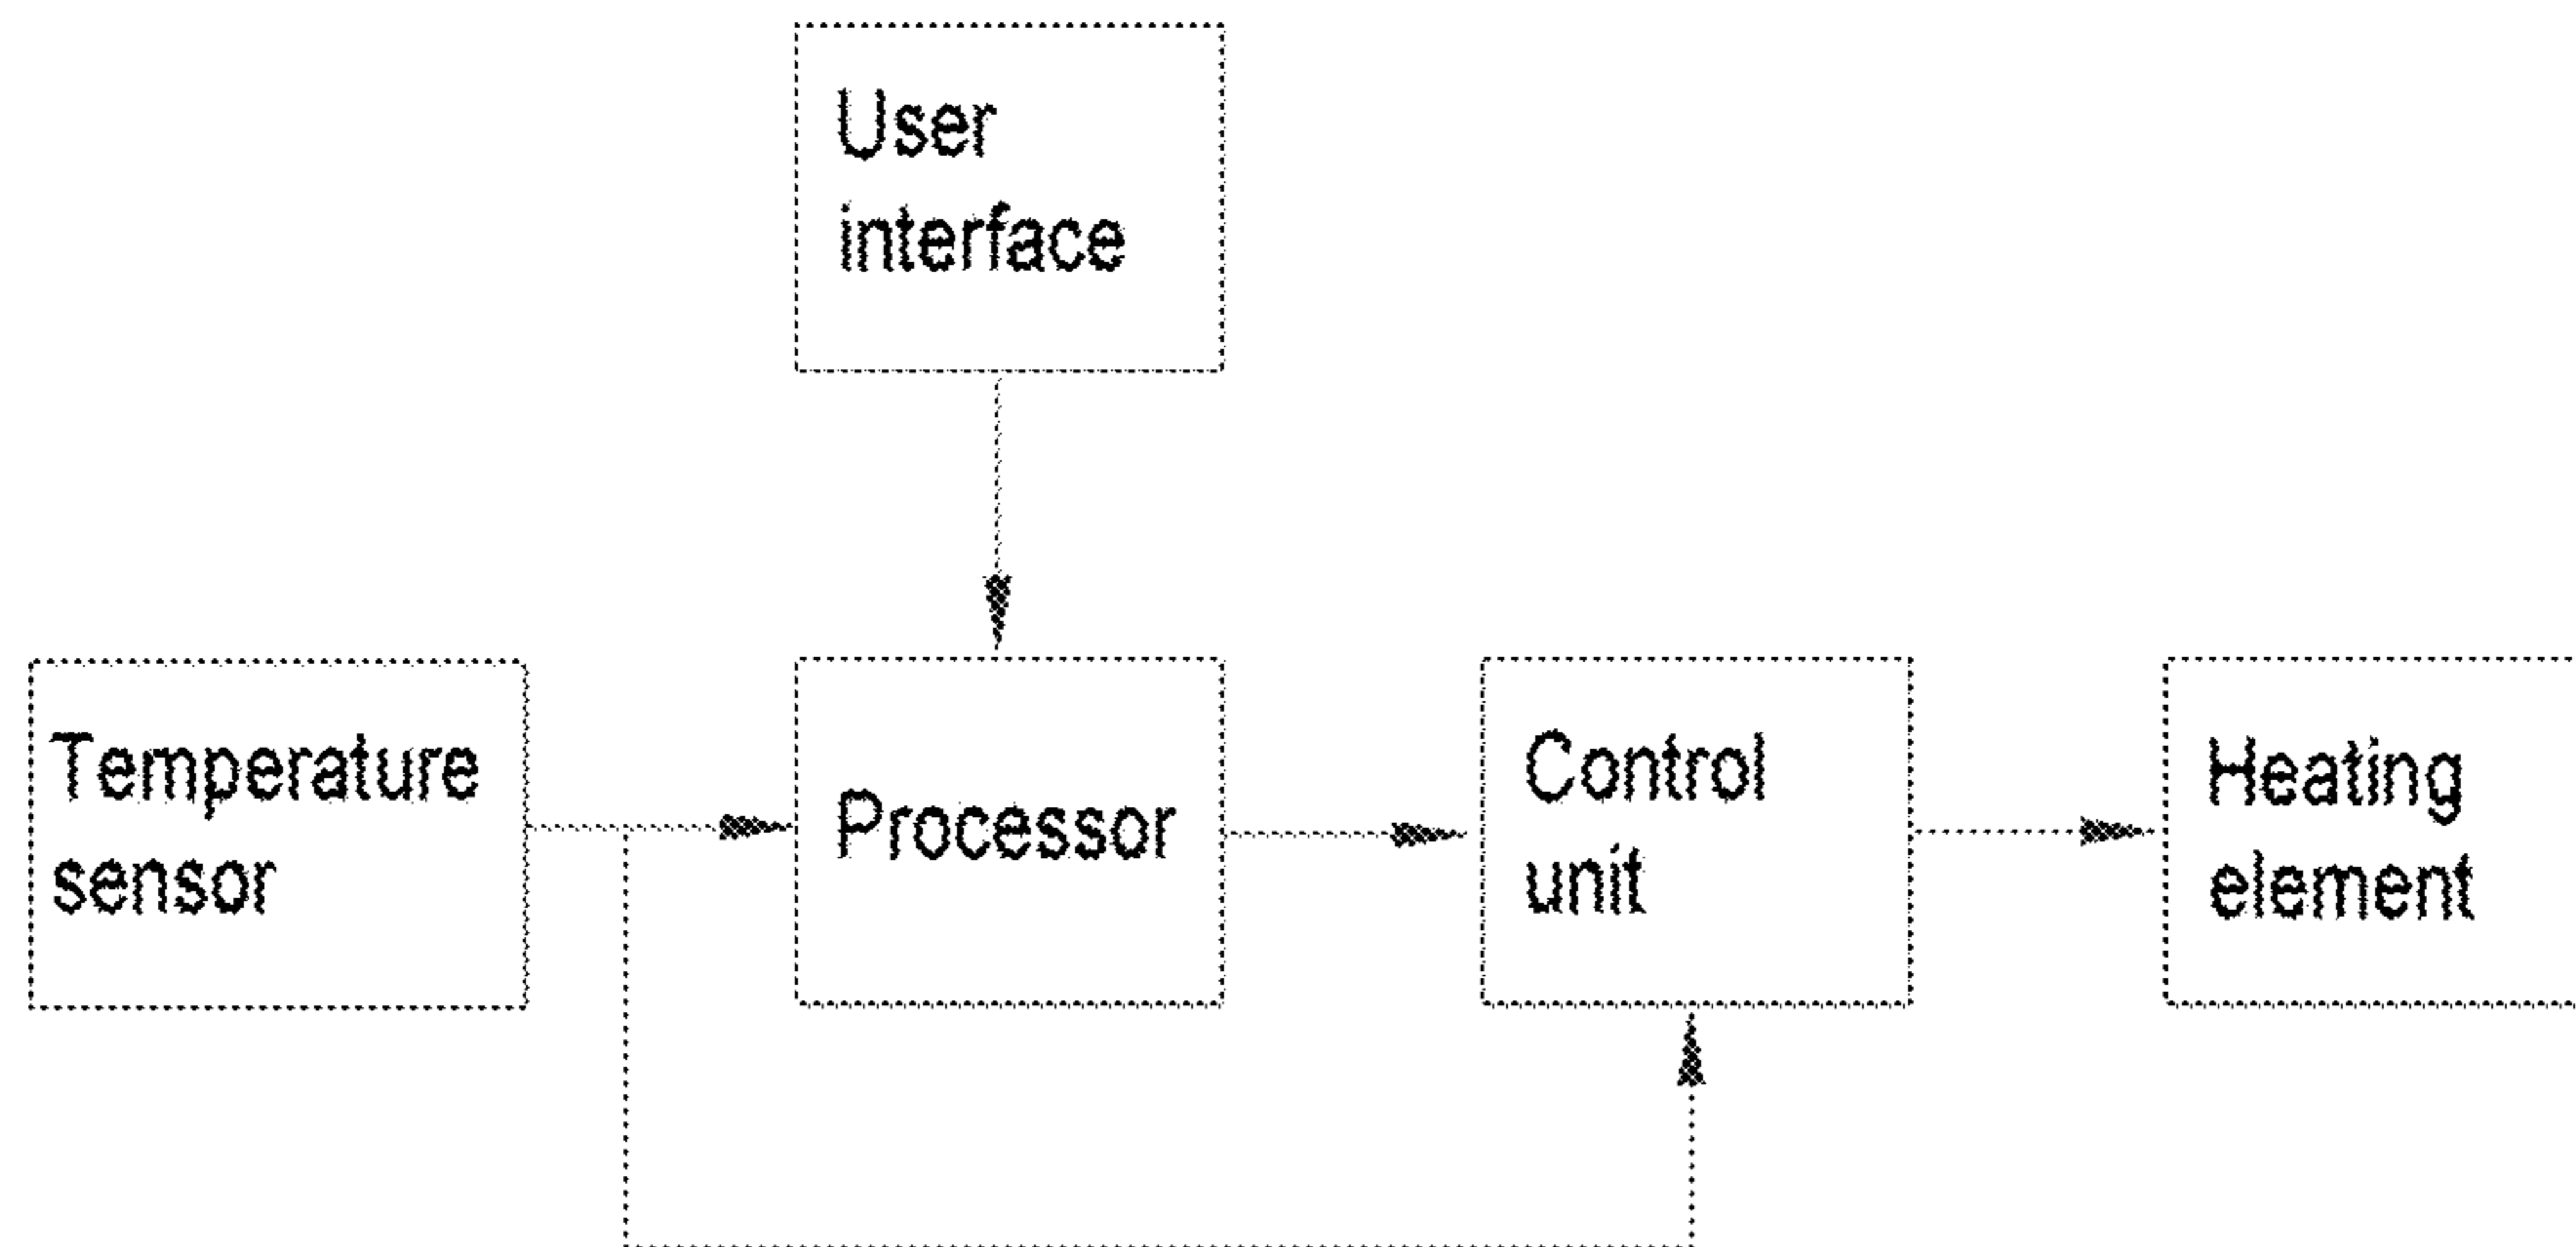 User
interface
Temperature
sensor
Processor
Control
unit
Heating
element